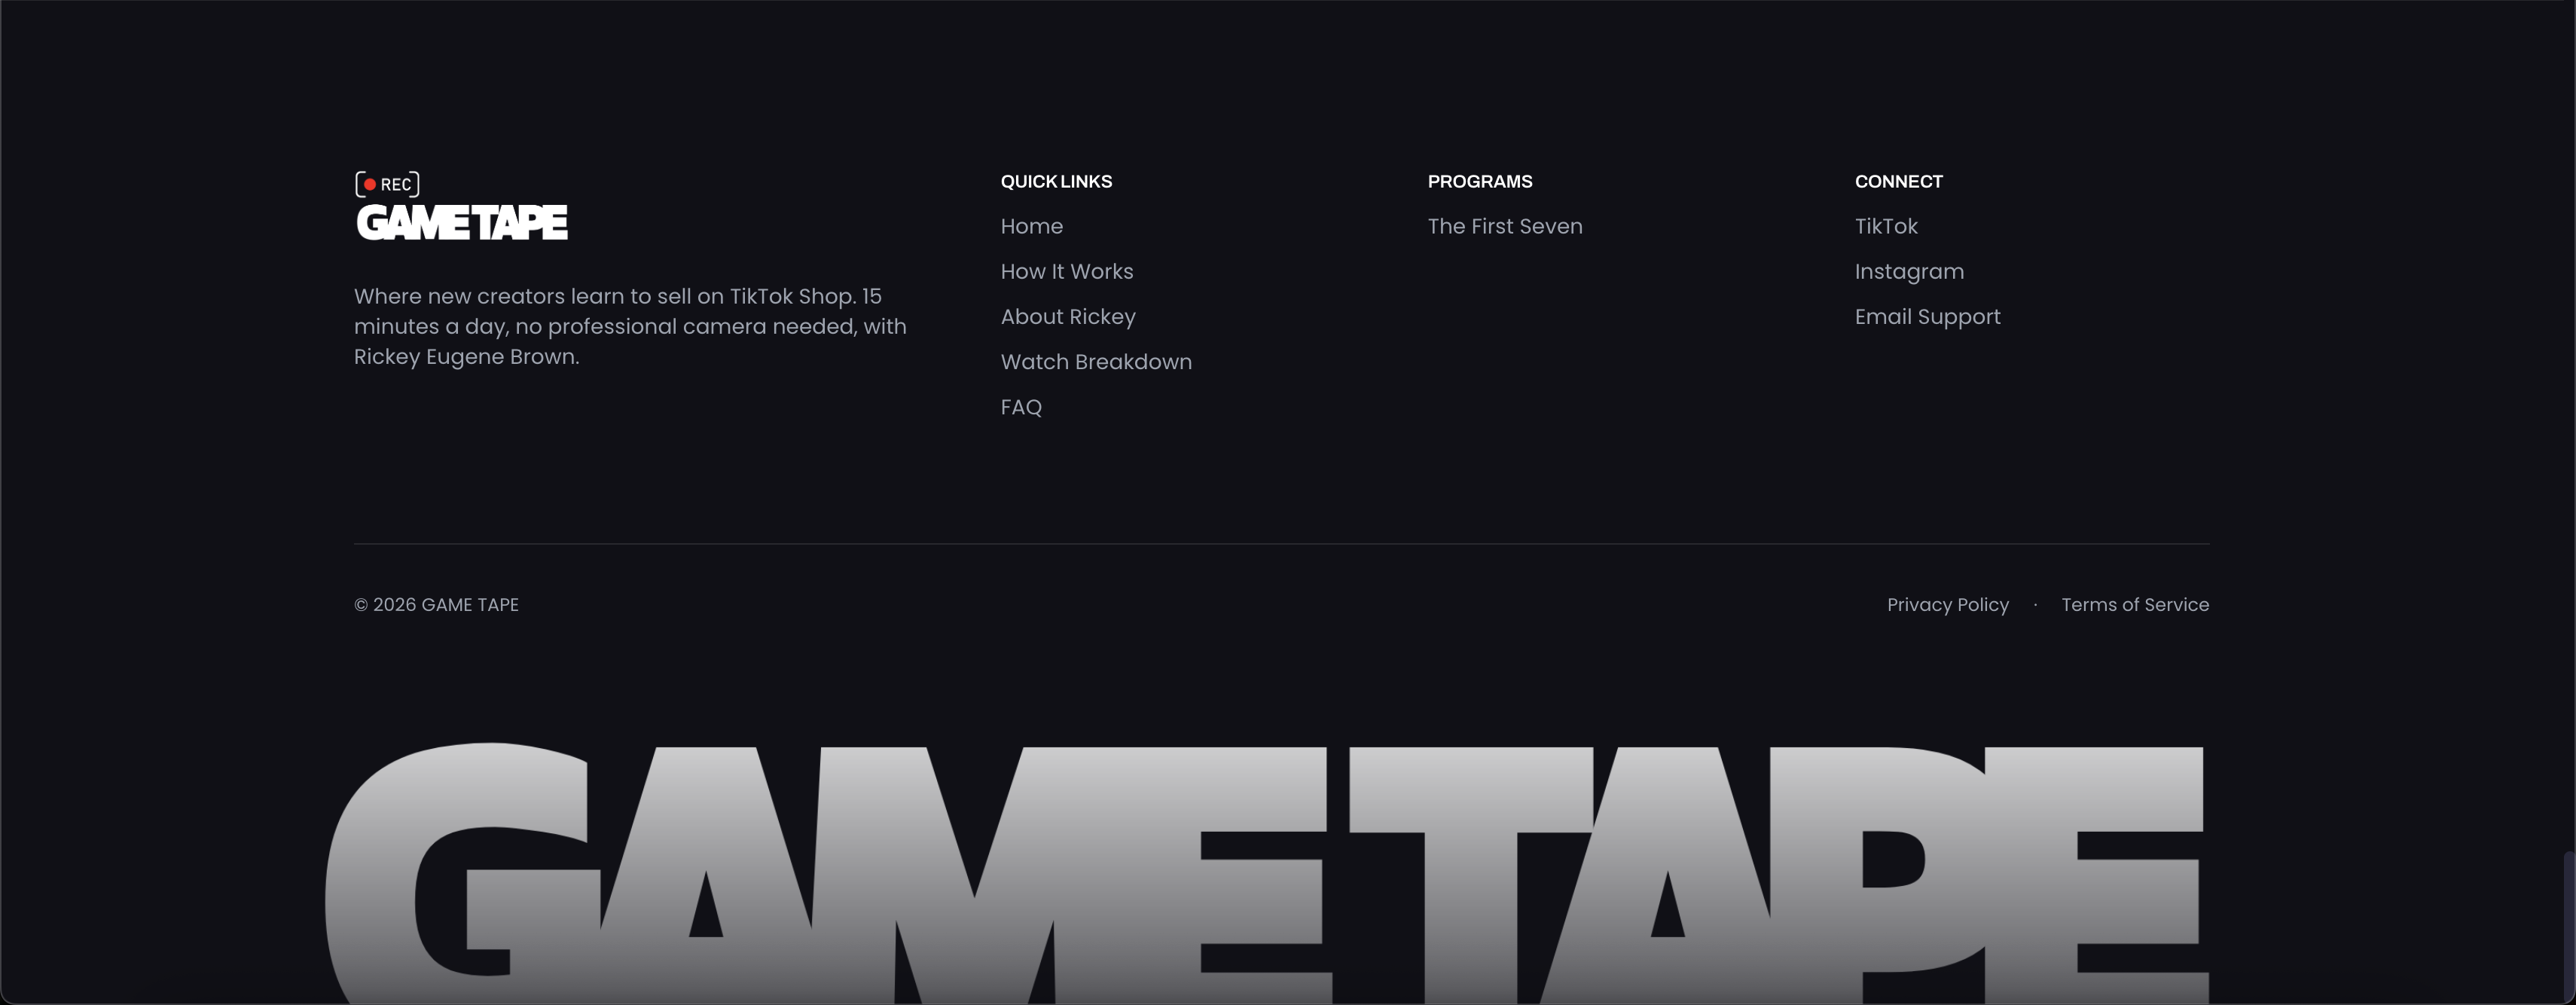 REC
GAME TAPE
Where new creators learn to sell on TikTok Shop. 15
minutes a day, no professional camera needed, with
Rickey Eugene Brown.
QUICK LINKS
Home
How It Works
About Rickey
Watch Breakdown
FAQ
PROGRAMS
The First Seven
CONNECT
TikTok
Instagram
Email Support
© 2026 GAME TAPE
Privacy Policy · Terms of Service
GAME TAPE